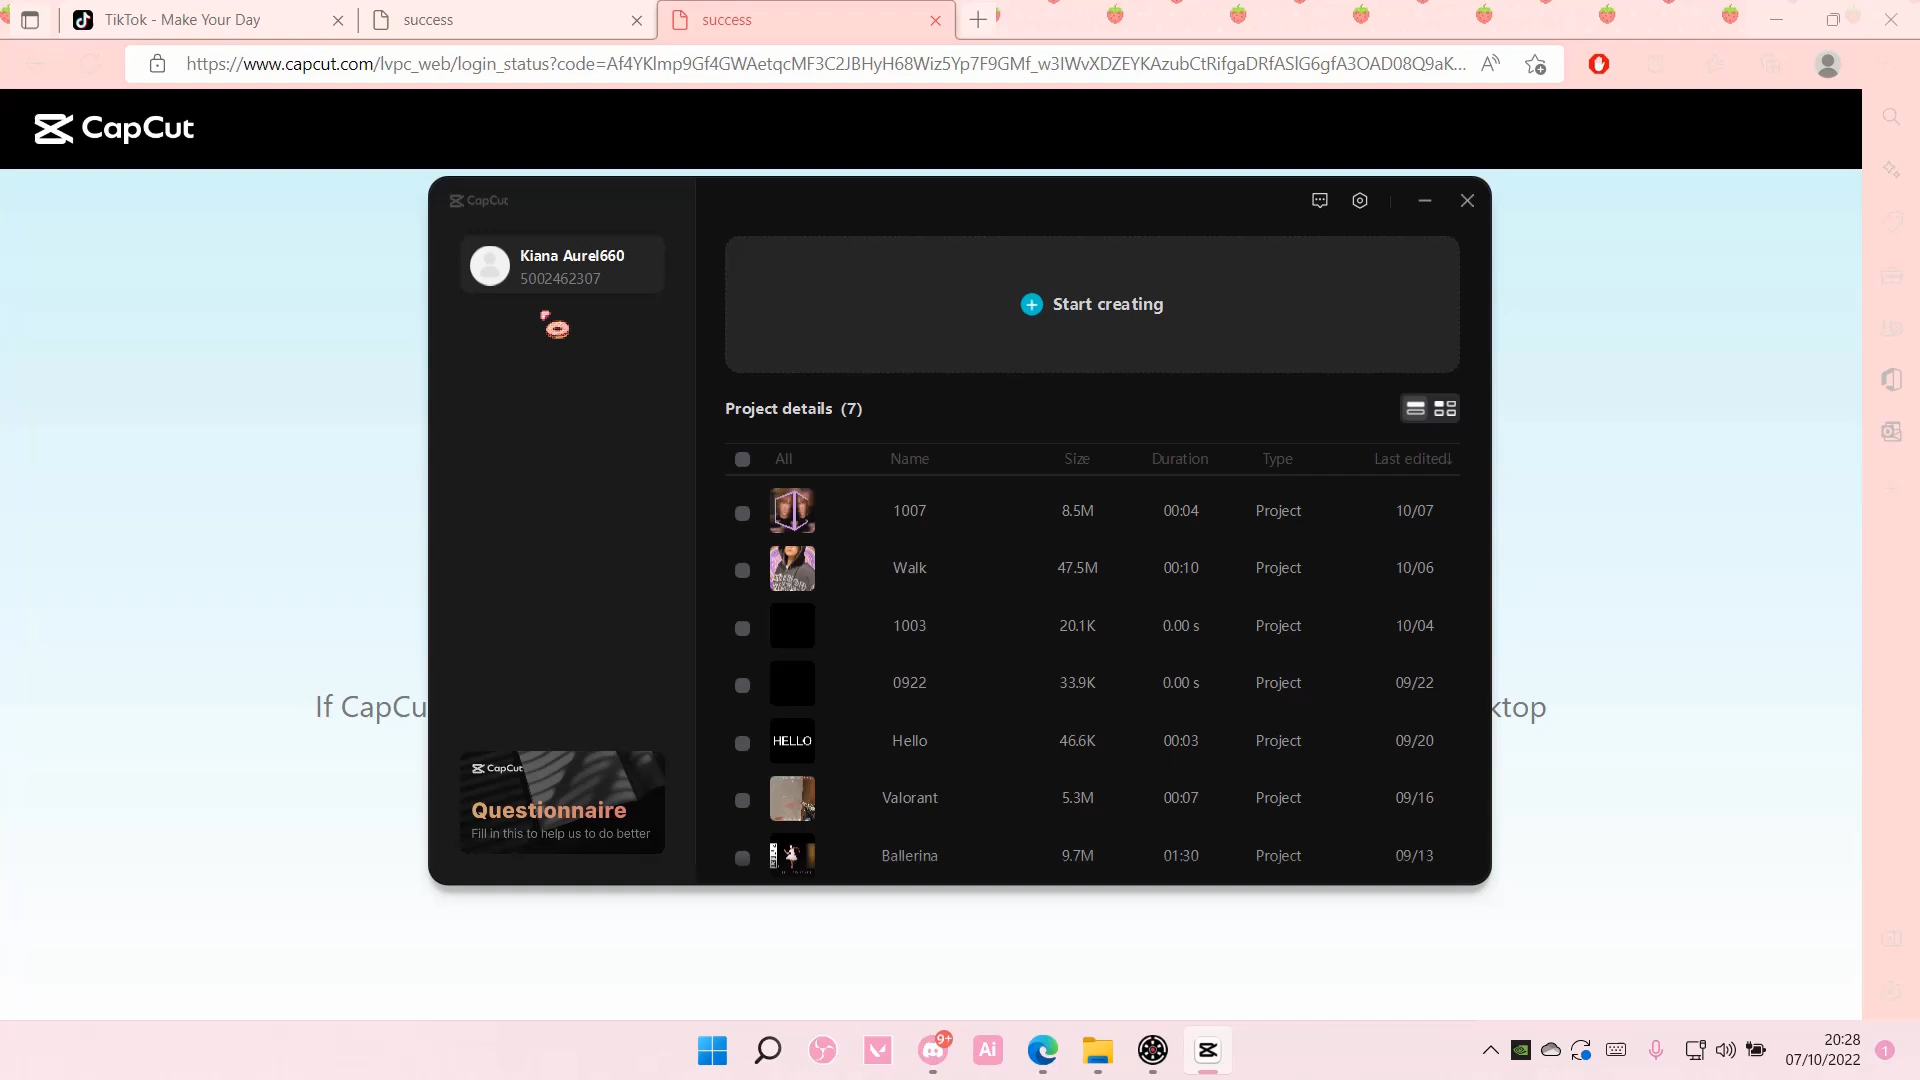 TikTok - Make Your Day
success
success
https://www.capcut.com/lvpc_web/login_status?code=Af4YKlmp9Gf4GWAetqcMF3C2JBHyH68Wiz5Yp7F9GMf_w3IWvXDZEYKAzubCtRifgaDRfASlG6gfA3OAD08Q9aK...
CapCut
CapCut
Kiana Aurel660
5002462307
Start creating
Project details (7)
All Name Size Duration Type Last edited↓
1007 8.5M 00:04 Project 10/07
Walk 47.5M 00:10 Project 10/06
1003 20.1K 0.00 s Project 10/04
0922 33.9K 0.00 s Project 09/22
If CapCu
ktop
HELLO Hello 46.6K 00:03 Project 09/20
CapCut
Questionnaire
Fill in this to help us to do better
Valorant 5.3M 00:07 Project 09/16
Ballerina 9.7M 01:30 Project 09/13
9+
Ai
20:28
07/10/2022
1